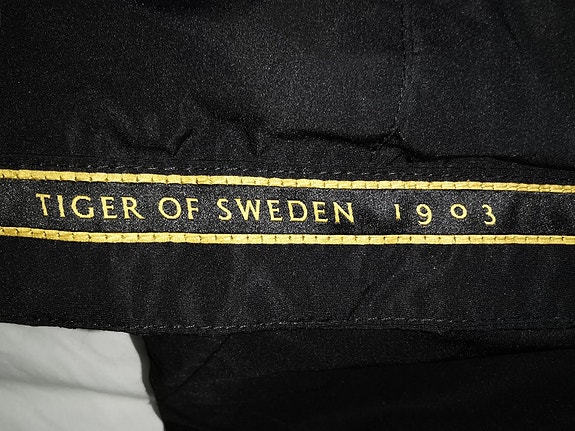 TIGER OF SWEDEN 1903